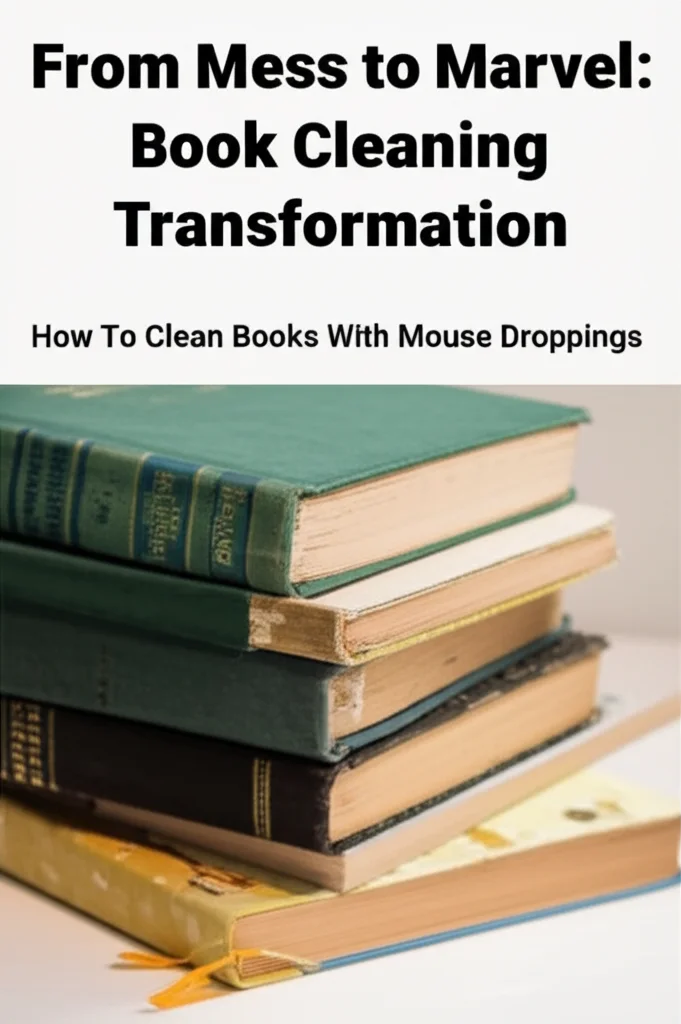 From Mess to Marvel:
Book Cleaning
Transformation
How To Clean Books With Mouse Droppings